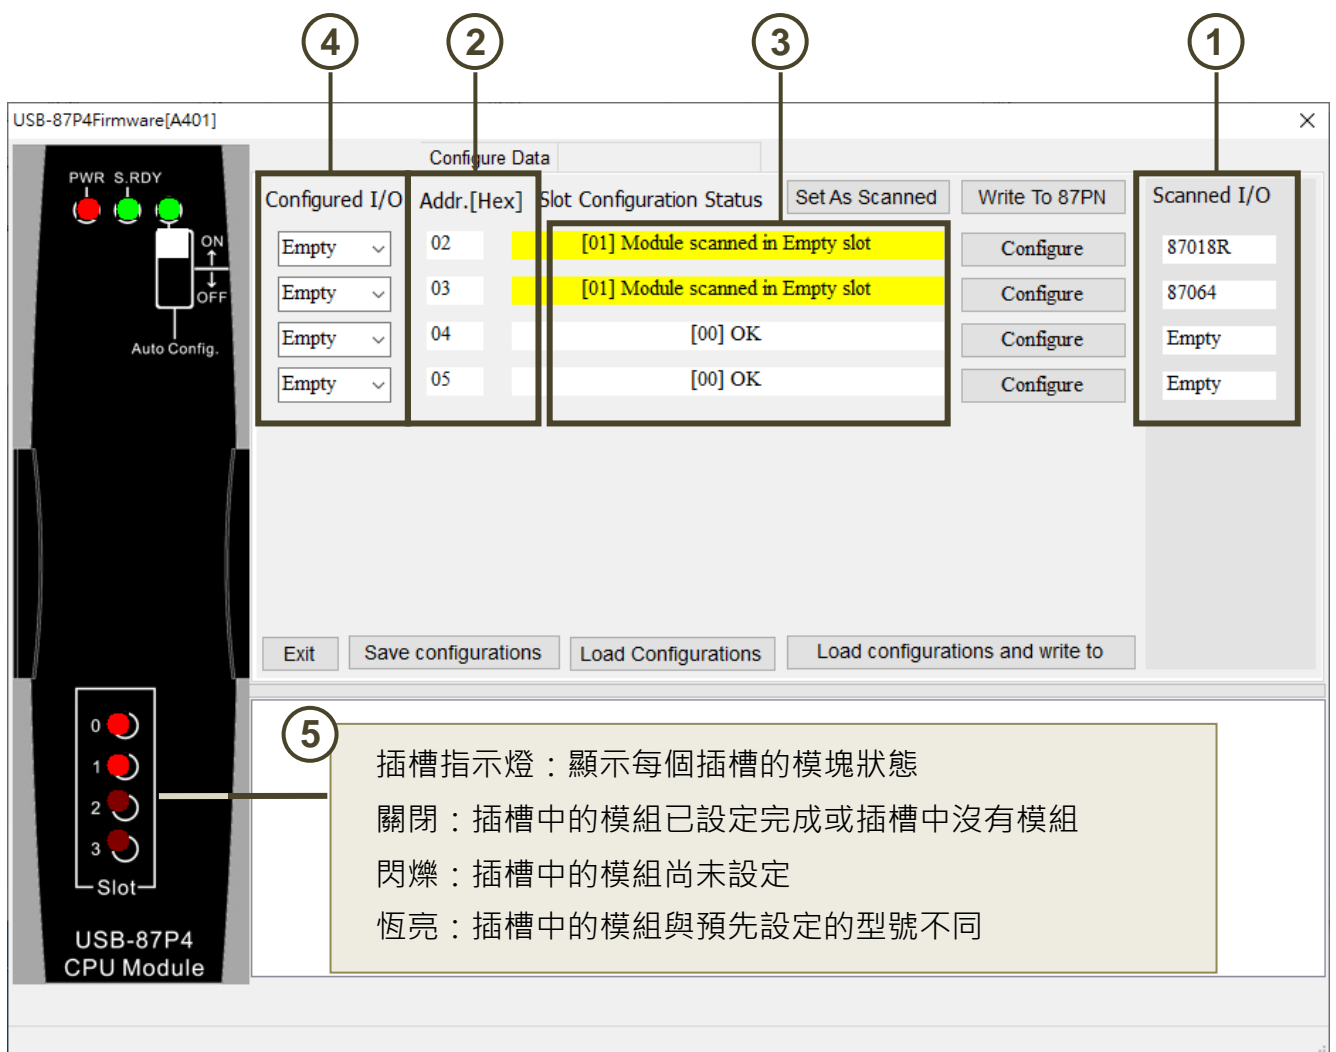 4
2
3
1
USB-87P4Firmware[A401]
Configure Data
PWR S.RDY
ON
OFF
Auto Config.
Configured I/O Addr.[Hex] Slot Configuration Status Set As Scanned Write To 87PN Scanned I/O
Empty 02 [01] Module scanned in Empty slot Configure 87018R
Empty 03 [01] Module scanned in Empty slot Configure 87064
Empty 04 [00] OK Configure Empty
Empty 05 [00] OK Configure Empty
Exit Save configurations Load Configurations Load configurations and write to
0
1
2
3
Slot
USB-87P4
CPU Module
5
插槽指示燈：顯示每個插槽的模塊狀態
關閉：插槽中的模組已設定完成或插槽中沒有模組
閃爍：插槽中的模組尚未設定
恆亮：插槽中的模組與預先設定的型號不同